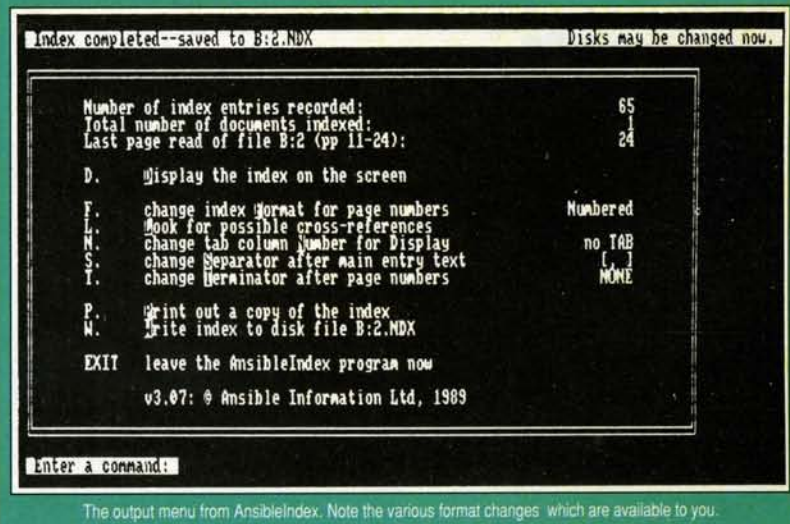 Index completed--saved to B:2.NDX Disks may be changed now.
Number of index entries recorded: 65
Total number of documents indexed: 1
Last page read of file B:2 (pp 11-24): 24
D. Display the index on the screen
F. change index Format for page numbers Numbered
L. Look for possible cross-references
N. change tab column Number for Display no TAB
S. change Separator after main entry text [, ]
T. change Terminator after page numbers NONE
P. Print out a copy of the index
W. Write index to disk file B:2.NDX
EXIT leave the AnsibleIndex program now
v3.07: © Ansible Information Ltd, 1989
Enter a command:
The output menu from AnsibleIndex. Note the various format changes which are available to you.